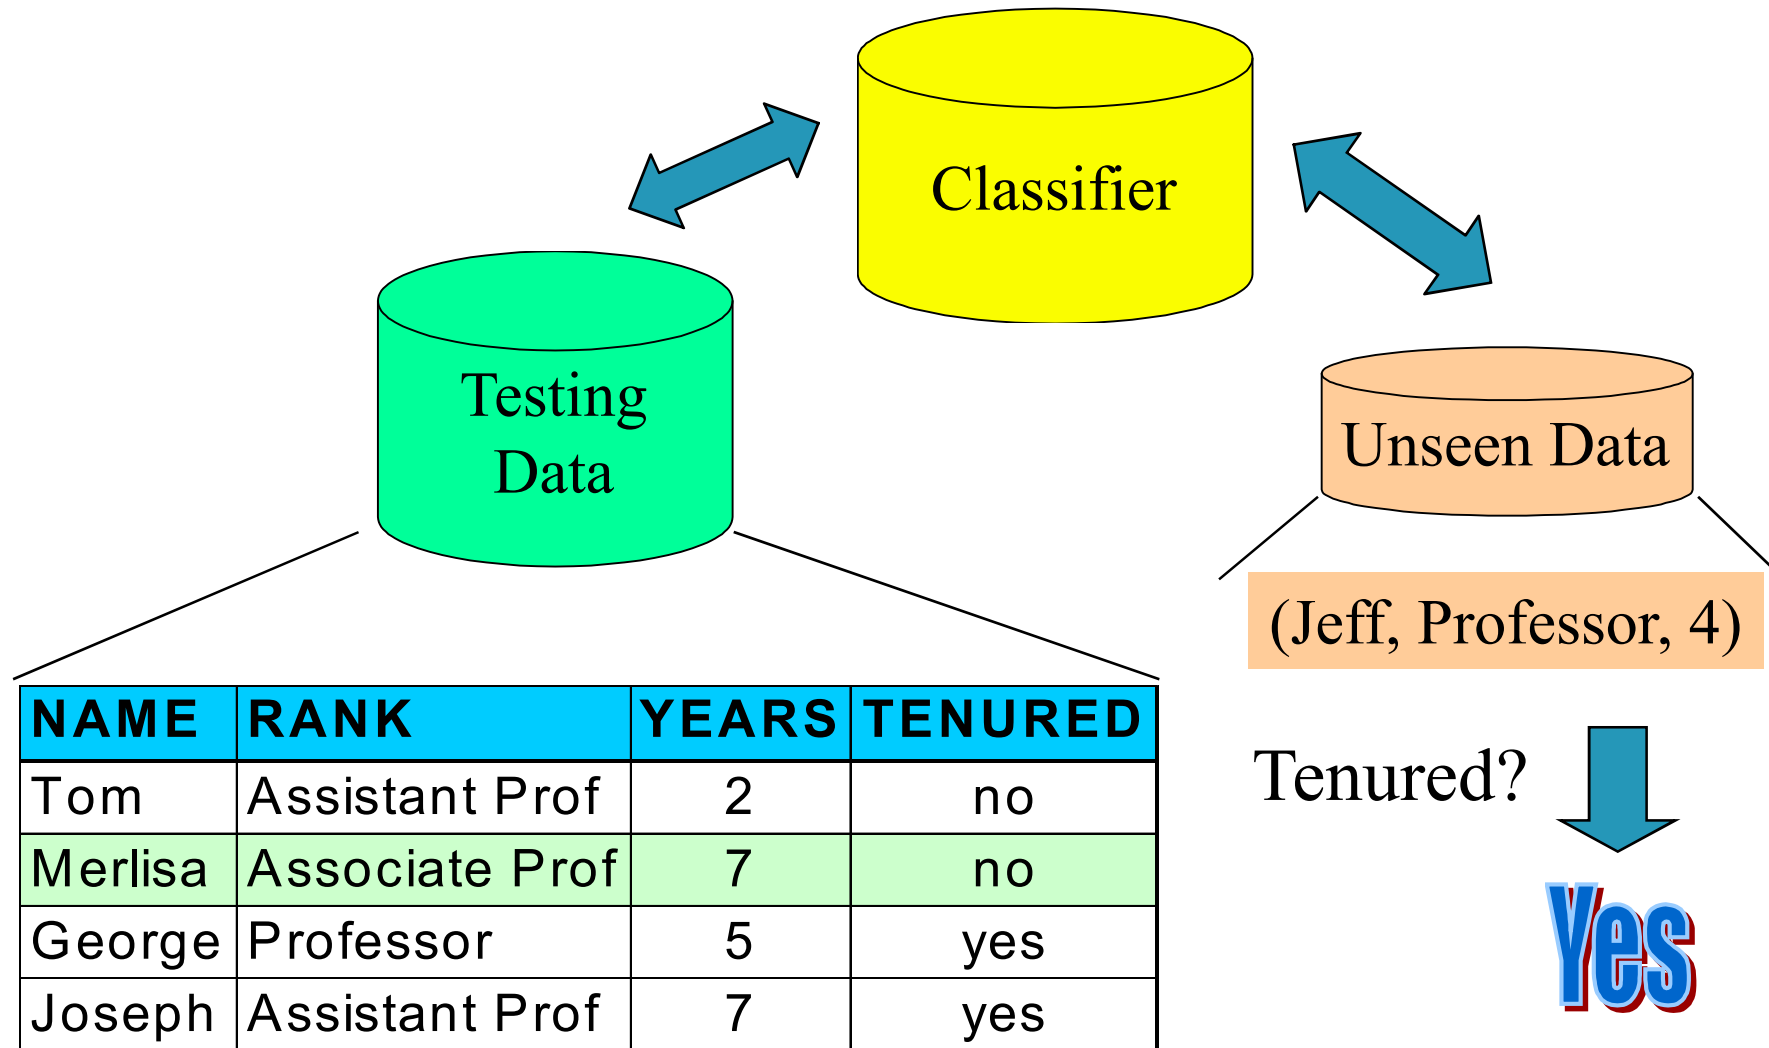 Classifier
Testing
Data
Unseen Data
(Jeff, Professor, 4)
NAME RANK YEARS TENURED
Tom Assistant Prof 2 no
Merlisa Associate Prof 7 no
George Professor 5 yes
Joseph Assistant Prof 7 yes
Tenured?
Yes